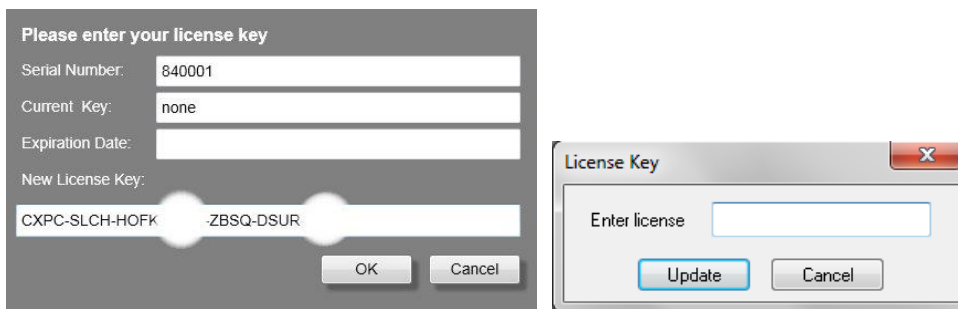 Please enter your license key
Serial Number: 840001
Current Key: none
Expiration Date:
New License Key:
CXPC-SLCH-HOFK -ZBSQ-DSUR
OK Cancel
License Key
Enter license
Update Cancel